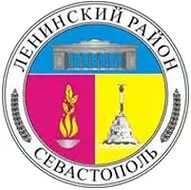 ЛЕНИНСКИЙ РАЙОН
СЕВАСТОПОЛЬ